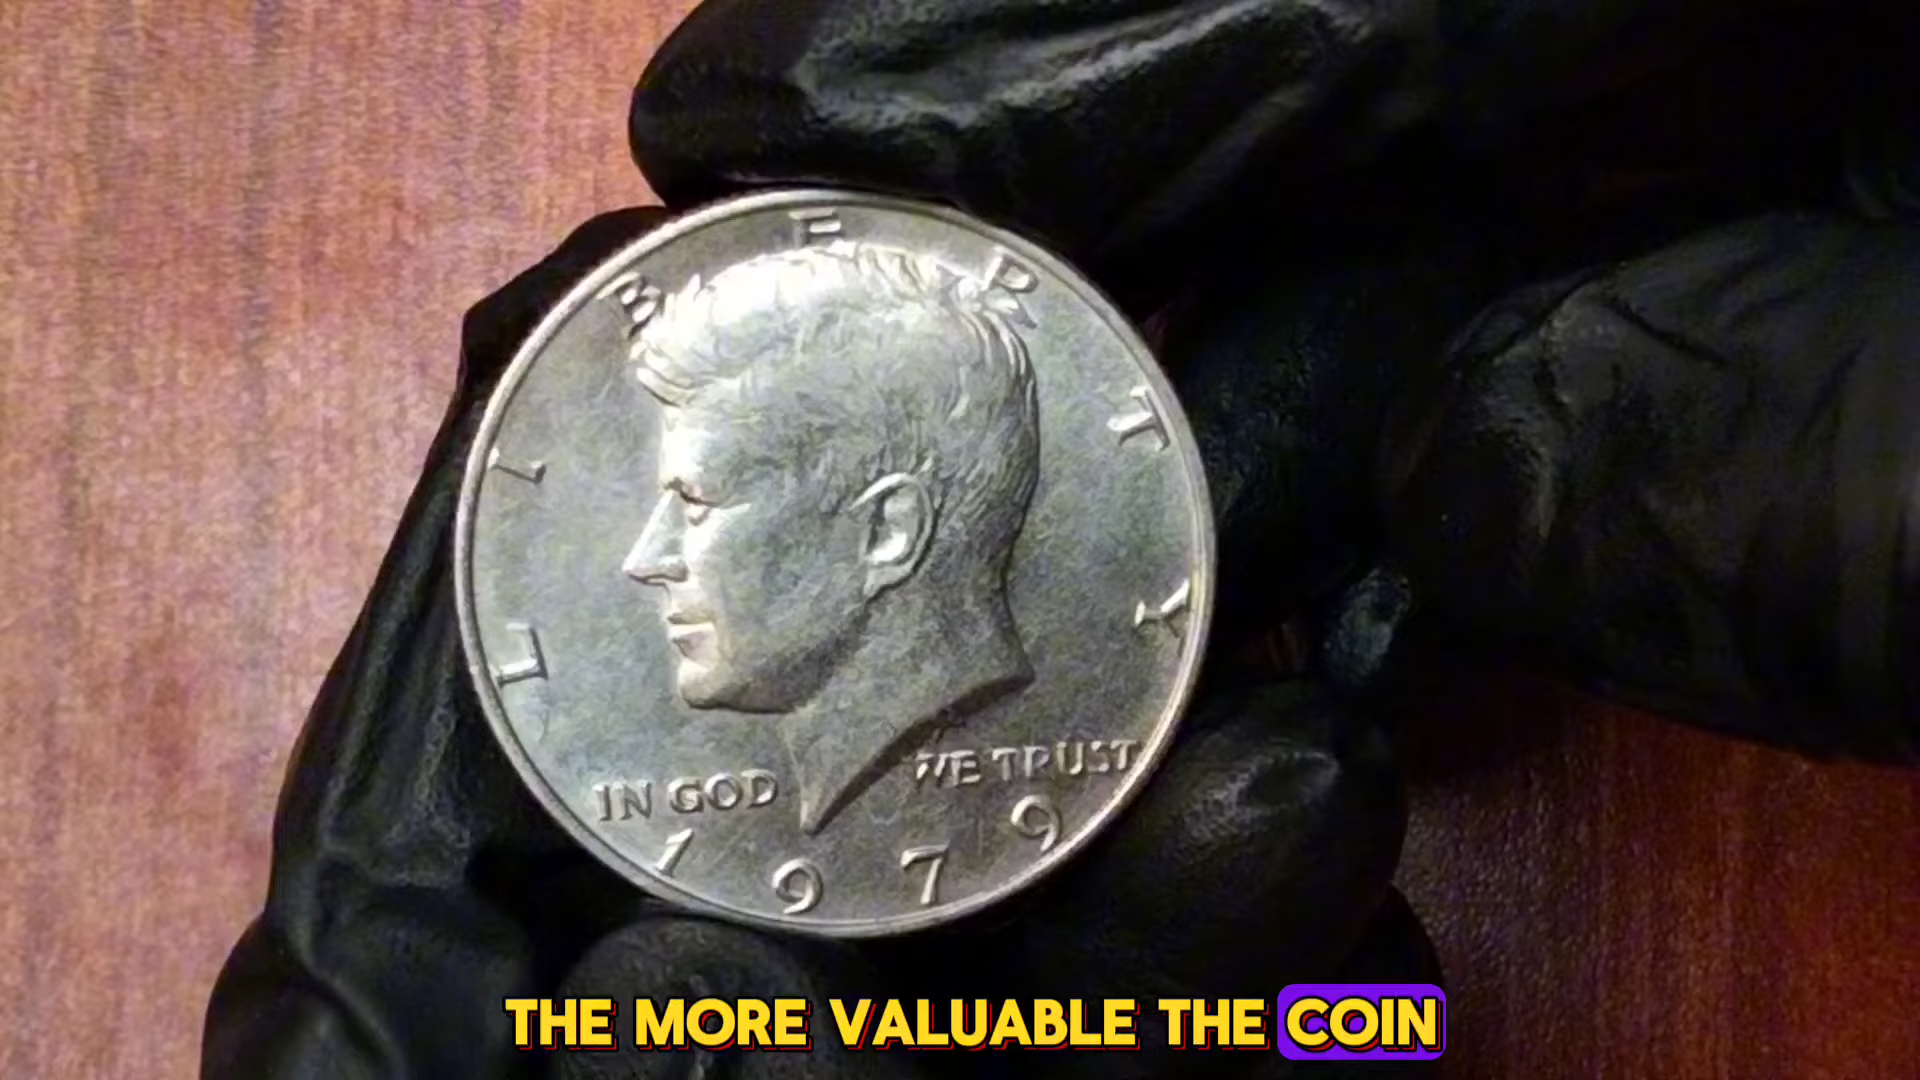 LIBERTY
IN GOD WE TRUST
1979
THE MORE VALUABLE THE COIN